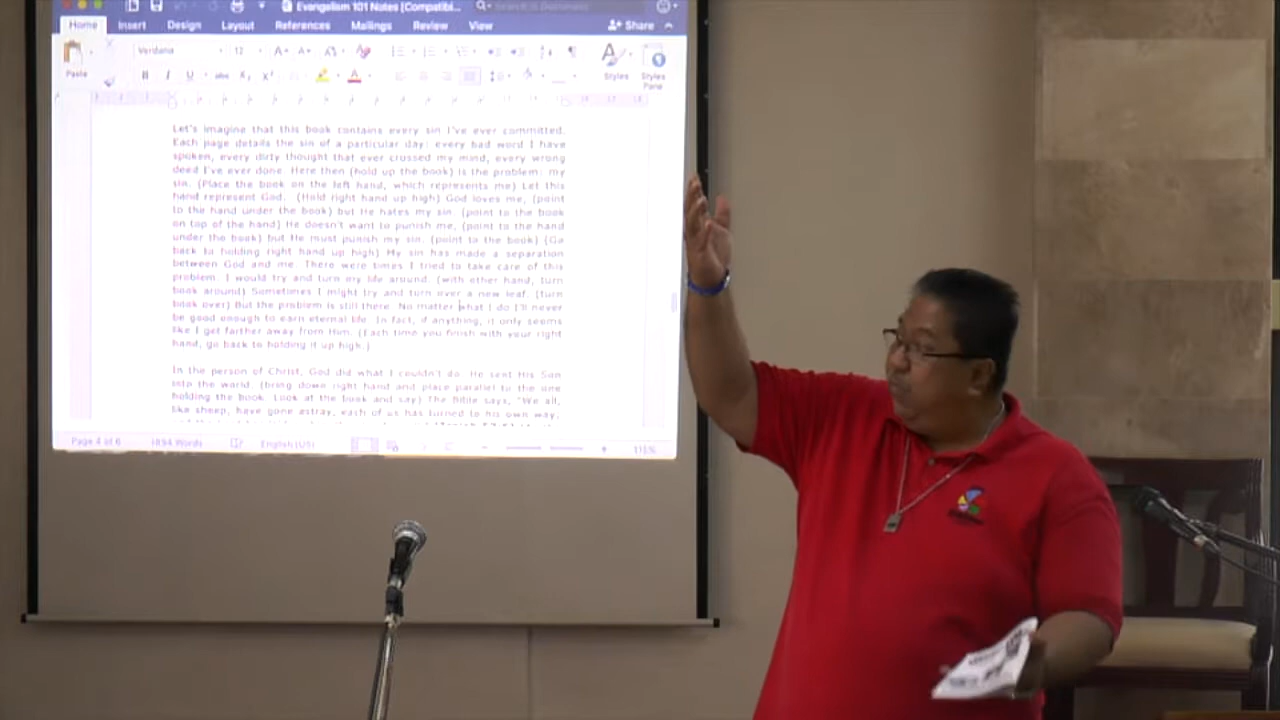 Evangelism 101 Notes [Compatibi...
Home Insert Design Layout References Mailings Review View Share
Verdana 12
Paste Styles Styles Pane
Let's imagine that this book contains every sin I've ever committed.
Each page details the sin of a particular day: every bad word I have
spoken, every dirty thought that ever crossed my mind, every wrong
deed I've ever done. Here then (hold up the book) is the problem: my
sin. (Place the book on the left hand, which represents me) Let this
hand represent God. (Hold right hand up high) God loves me, (point
to the hand under the book) but He hates my sin. (point to the book
on top of the hand) He doesn't want to punish me, (point to the hand
under the book) but He must punish my sin. (point to the book) (Go
back to holding right hand up high) My sin has made a separation
between God and me. There were times I tried to take care of this
problem. I would try and turn my life around. (with other hand, turn
book around) Sometimes I might try and turn over a new leaf. (turn
book over) But the problem is still there. No matter what I do I'll never
be good enough to earn eternal life. In fact, if anything, it only seems
like I get farther away from Him. (Each time you finish with your right
hand, go back to holding it up high.)
In the person of Christ, God did what I couldn't do. He sent His Son
into the world. (bring down right hand and place parallel to the one
holding the book. Look at the book and say) The Bible says, "We all,
like sheep, have gone astray, each of us has turned to his own way;
Page 4 of 6 1894 Words English (US) 116%